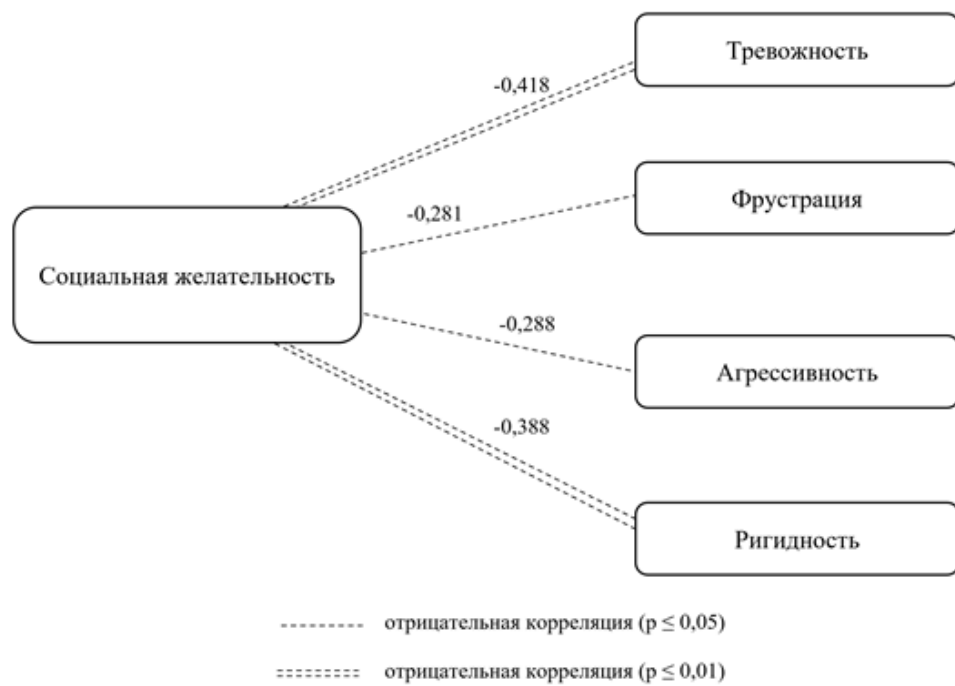 Тревожность
-0,418
Фрустрация
-0,281
Социальная желательность
-0,288
Агрессивность
-0,388
Ригидность
отрицательная корреляция (p ≤ 0,05)
отрицательная корреляция (p ≤ 0,01)